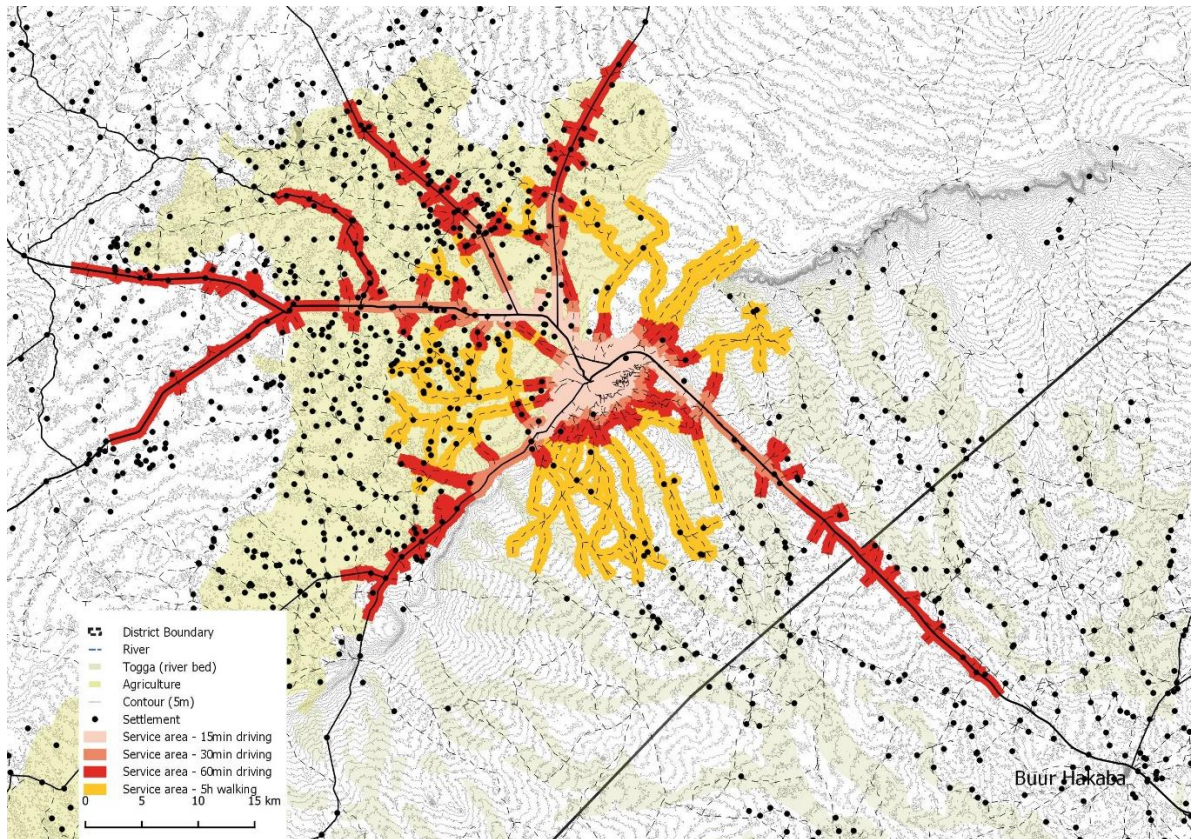 District Boundary
River
Togga (river bed)
Agriculture
Contour (5m)
Settlement
Service area - 15min driving
Service area - 30min driving
Service area - 60min driving
Service area - 5h walking
0 5 10 15 km
Buur Hakaba